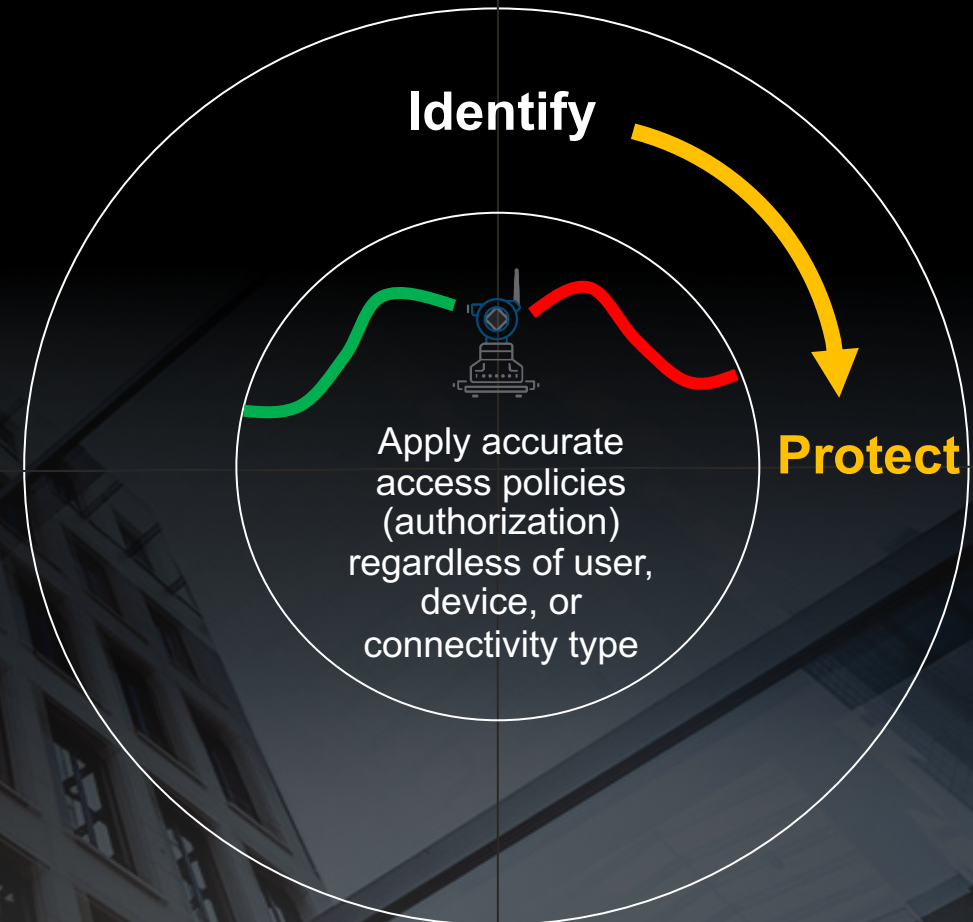 Identify
Protect
Apply accurate
access policies
(authorization)
regardless of user,
device, or
connectivity type